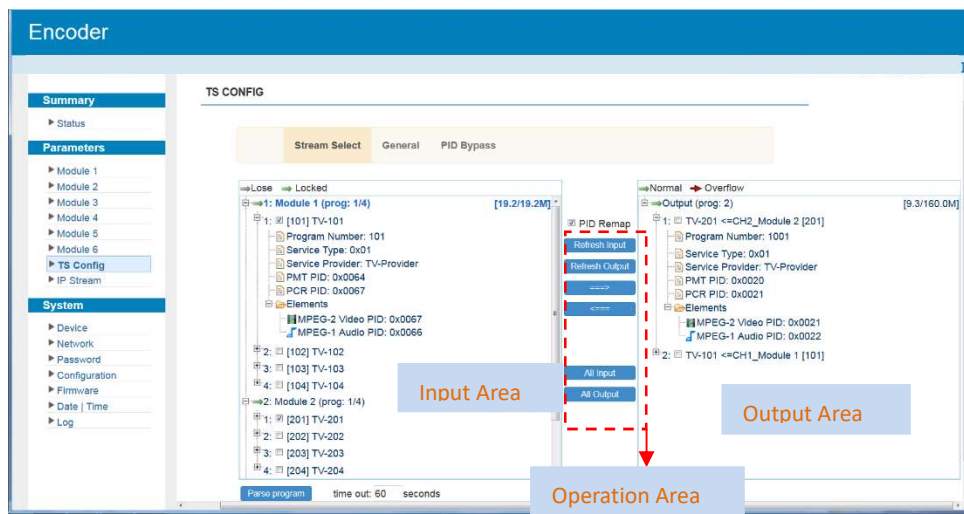 Encoder
Summary
Status
Parameters
Module 1
Module 2
Module 3
Module 4
Module 5
Module 6
TS Config
IP Stream
System
Device
Network
Password
Configuration
Firmware
Date | Time
Log
TS CONFIG
Stream Select General PID Bypass
Lose Locked
1: Module 1 (prog: 1/4) [19.2/19.2M]
1: [101] TV-101
Program Number: 101
Service Type: 0x01
Service Provider: TV-Provider
PMT PID: 0x0064
PCR PID: 0x0067
Elements
MPEG-2 Video PID: 0x0067
MPEG-1 Audio PID: 0x0066
2: [102] TV-102
3: [103] TV-103
4: [104] TV-104
2: Module 2 (prog: 1/4)
1: [201] TV-201
2: [202] TV-202
3: [203] TV-203
4: [204] TV-204
Parse program time out: 60 seconds
Input Area
PID Remap
Refresh Input
Refresh Output
===>
<===
All Input
All Output
Operation Area
Normal Overflow
Output (prog: 2) [9.3/160.0M]
1: TV-201 <=CH2_Module 2 [201]
Program Number: 1001
Service Type: 0x01
Service Provider: TV-Provider
PMT PID: 0x0020
PCR PID: 0x0021
Elements
MPEG-2 Video PID: 0x0021
MPEG-1 Audio PID: 0x0022
2: TV-101 <=CH1_Module 1 [101]
Output Area